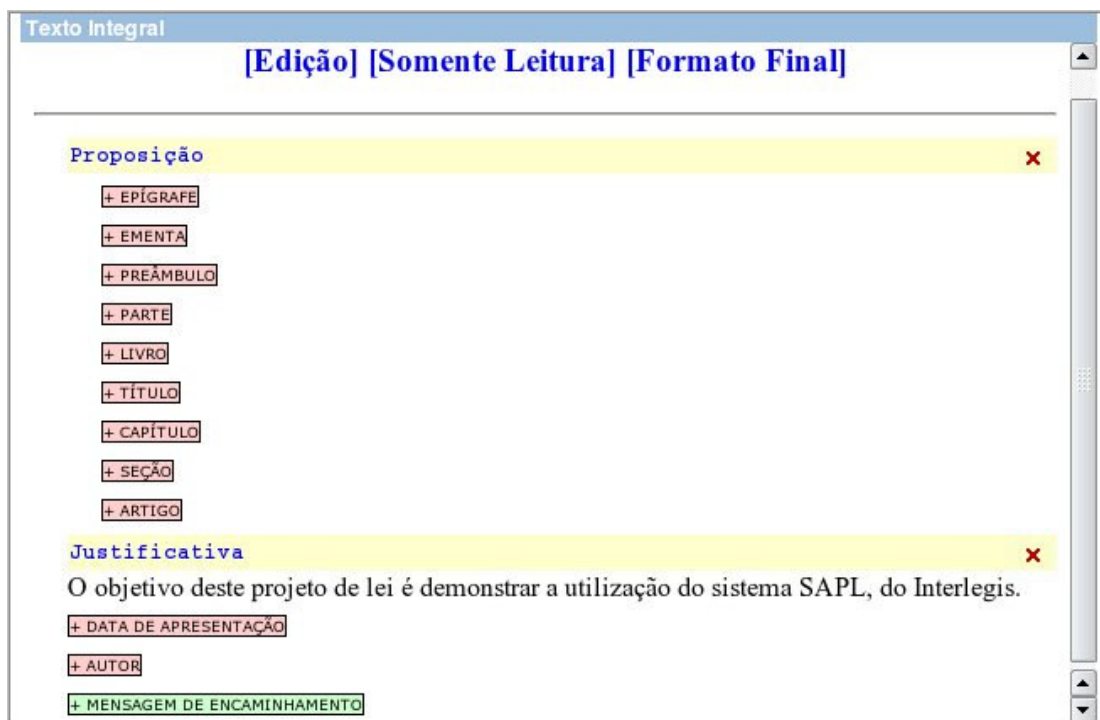 Texto Integral
[Edição] [Somente Leitura] [Formato Final]
Proposição
+ EPÍGRAFE
+ EMENTA
+ PREÂMBULO
+ PARTE
+ LIVRO
+ TÍTULO
+ CAPÍTULO
+ SEÇÃO
+ ARTIGO
Justificativa
O objetivo deste projeto de lei é demonstrar a utilização do sistema SAPL, do Interlegis.
+ DATA DE APRESENTAÇÃO
+ AUTOR
+ MENSAGEM DE ENCAMINHAMENTO